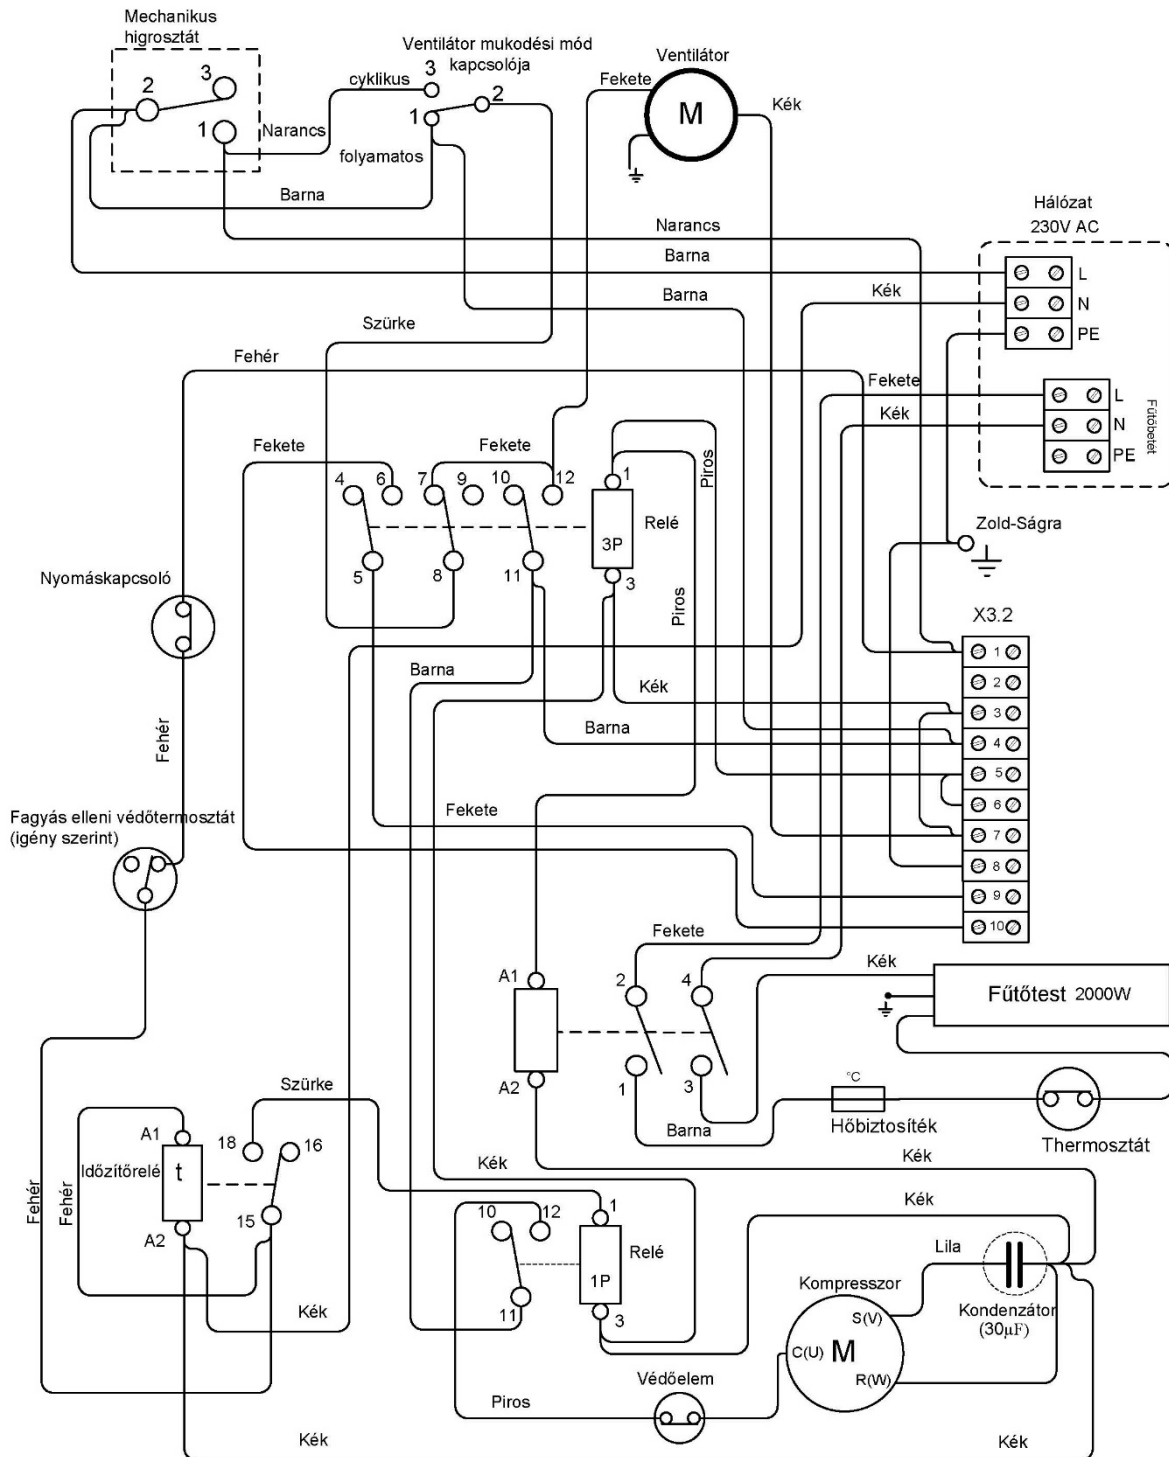 Mechanikus
higrosztát
2
3
1
Narancs
cyklikus
folyamatos
Barna
Ventilátor mukodési mód
kapcsolója
3
2
1
Ventilátor
Fekete
M
Kék
Narancs
Barna
Barna
Kék
Hálózat
230V AC
L
N
PE
Fekete
Kék
L
N
PE
Fűtőbetét
Szürke
Fehér
Fekete
Fekete
4
6
7
9
10
12
5
8
11
1
3P
3
Relé
Piros
Piros
Zold-Ságra
Nyomáskapcsoló
Fehér
Barna
Kék
Barna
X3.2
1
2
3
4
5
6
7
8
9
10
Fagyás elleni védőtermosztát
(igény szerint)
Fekete
Fekete
A1
A2
2
4
1
3
Kék
Fűtőtest 2000W
°C
Hőbiztosíték
Thermosztát
Barna
Kék
Szürke
A1
Időzítőrelé
t
A2
18
16
15
Fehér
Fehér
Kék
Kék
10
12
11
1
1P
3
Relé
Kék
Lila
Kondenzátor
(30µF)
Kompresszor
S(V)
C(U)
M
R(W)
Védőelem
Piros
Kék
Kék